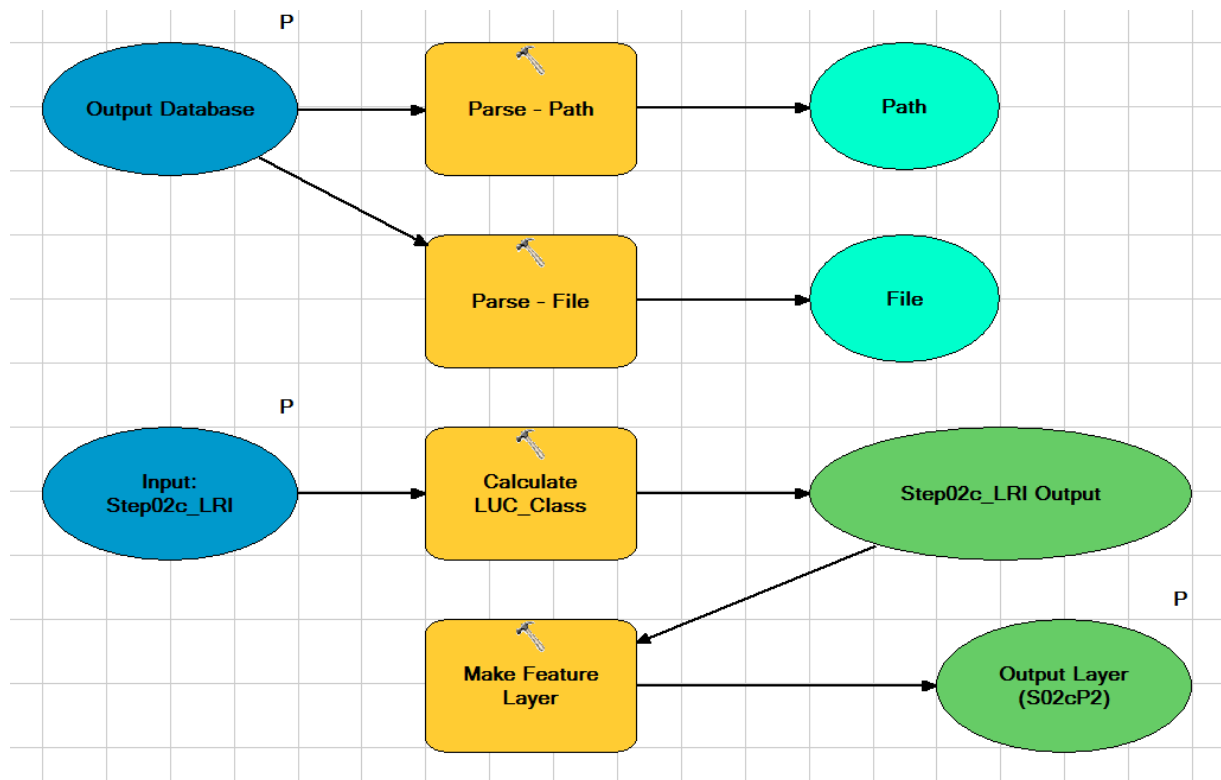 P
Output Database
Parse - Path
Path
Parse - File
File
P
Input:
Step02c_LRI
Calculate
LUC_Class
Step02c_LRI Output
P
Make Feature
Layer
Output Layer
(S02cP2)